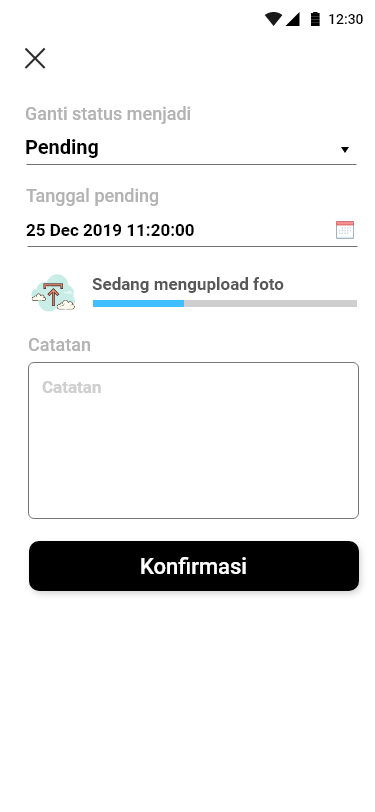 12:30
Ganti status menjadi
Pending
Tanggal pending
25 Dec 2019 11:20:00
Sedang mengupload foto
Catatan
Catatan
Konfirmasi